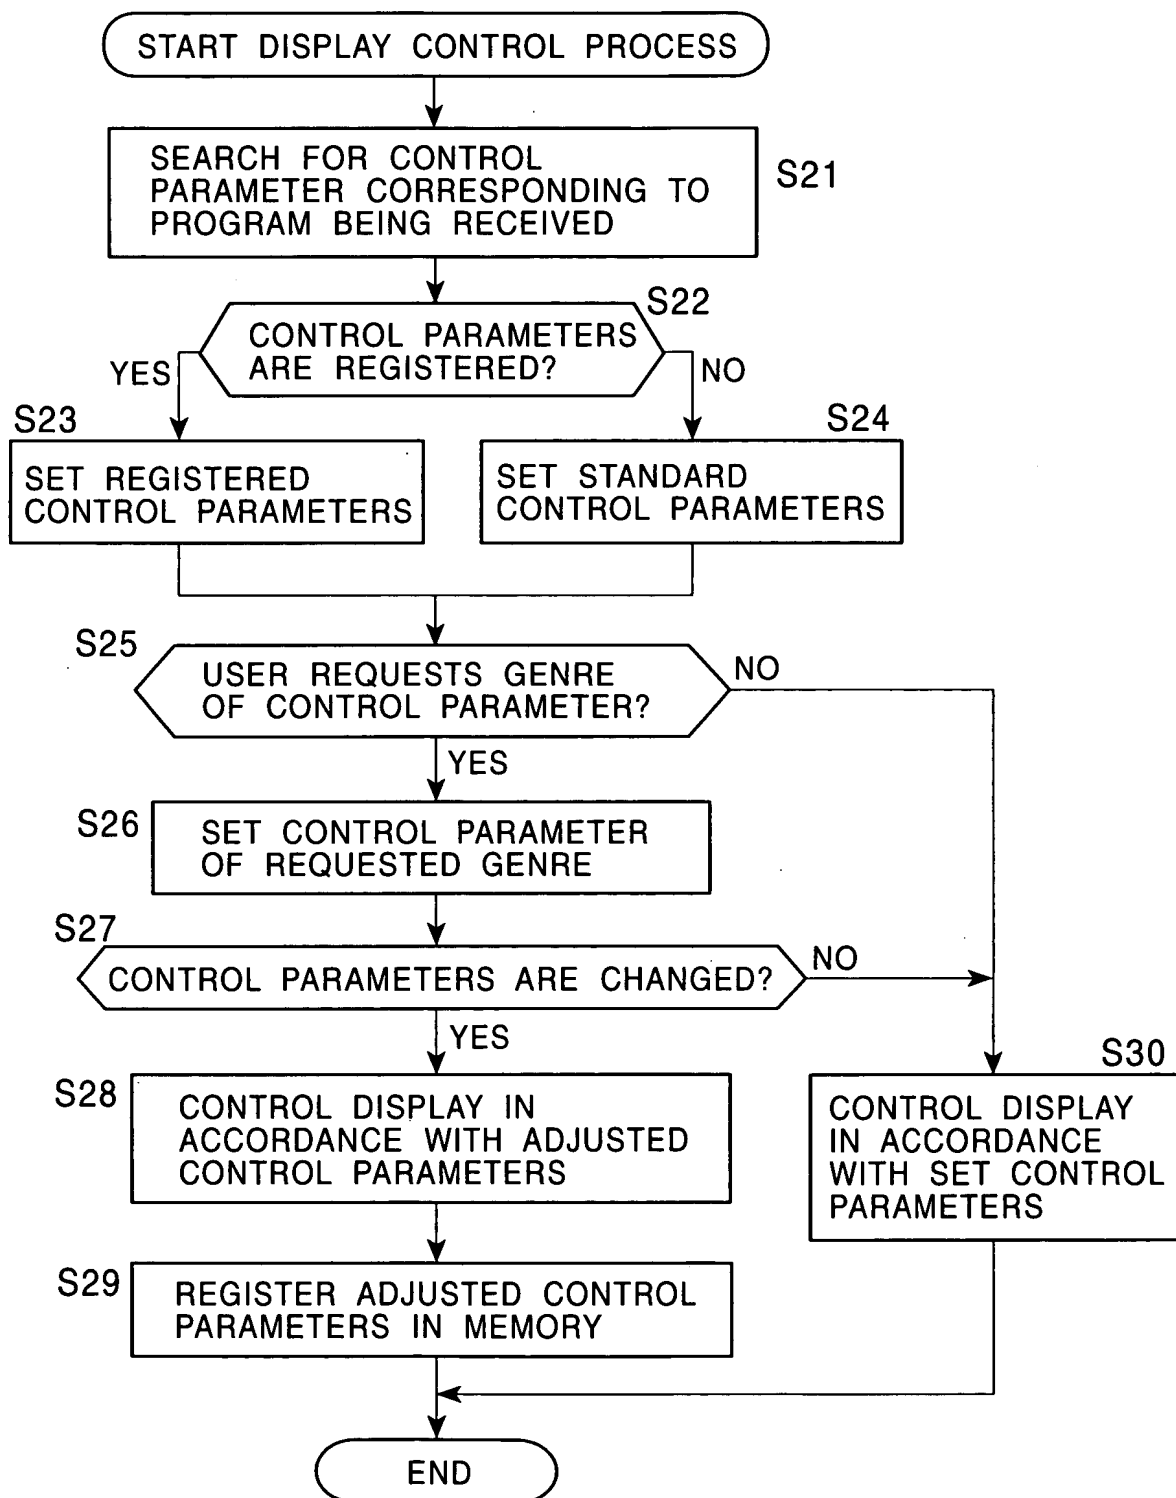 START DISPLAY CONTROL PROCESS
SEARCH FOR CONTROL
PARAMETER CORRESPONDING TO
PROGRAM BEING RECEIVED
S21
S22
CONTROL PARAMETERS
ARE REGISTERED?
YES
NO
S23
SET REGISTERED
CONTROL PARAMETERS
S24
SET STANDARD
CONTROL PARAMETERS
S25
USER REQUESTS GENRE
OF CONTROL PARAMETER?
NO
YES
S26
SET CONTROL PARAMETER
OF REQUESTED GENRE
S27
CONTROL PARAMETERS ARE CHANGED?
NO
YES
S28
CONTROL DISPLAY IN
ACCORDANCE WITH ADJUSTED
CONTROL PARAMETERS
S30
CONTROL DISPLAY
IN ACCORDANCE
WITH SET CONTROL
PARAMETERS
S29
REGISTER ADJUSTED CONTROL
PARAMETERS IN MEMORY
END